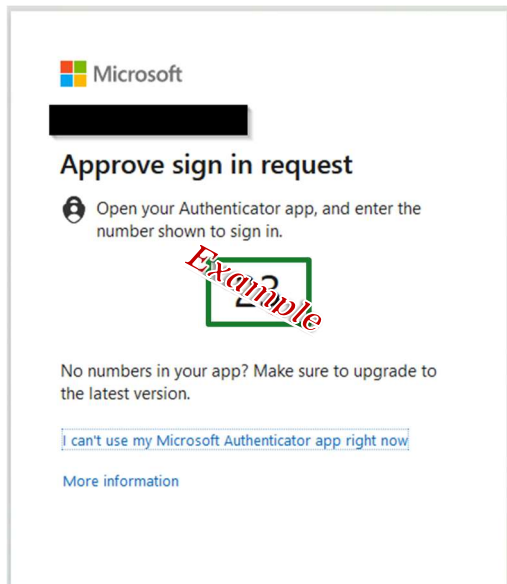 Microsoft
Approve sign in request
Open your Authenticator app, and enter the
number shown to sign in.
Example
No numbers in your app? Make sure to upgrade to
the latest version.
I can't use my Microsoft Authenticator app right now
More information